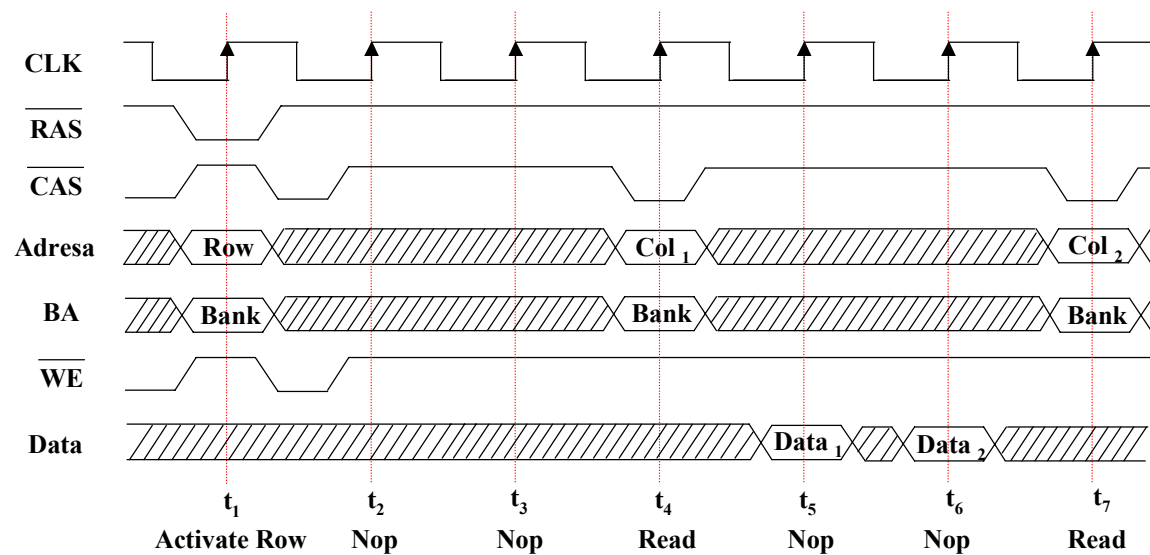 CLK
RAS
CAS
Adresa Row Col 1 Col 2
BA Bank Bank Bank
WE
Data Data 1 Data 2
t1 t2 t3 t4 t5 t6 t7
Activate Row Nop Nop Read Nop Nop Read